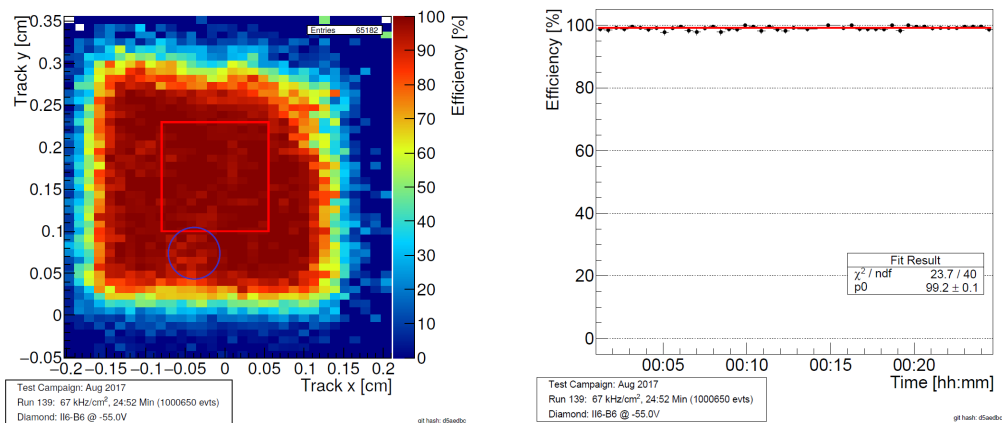 0.35
0.3
0.25
0.2
0.15
0.1
0.05
0
−0.05
Track y [cm]
Entries 65182
−0.2 −0.15 −0.1 −0.05 0 0.05 0.1 0.15 0.2
Track x [cm]
100
90
80
70
60
50
40
30
20
10
0
Efficiency [%]
Test Campaign: Aug 2017
Run 139: 67 kHz/cm², 24:52 Min (1000650 evts)
Diamond: II6-B6 @ -55.0V
git hash: d5aedbc
Efficiency [%]
100
80
60
40
20
0
Fit Result
χ² / ndf 23.7 / 40
p0 99.2 ± 0.1
00:05 00:10 00:15 00:20
Time [hh:mm]
Test Campaign: Aug 2017
Run 139: 67 kHz/cm², 24:52 Min (1000650 evts)
Diamond: II6-B6 @ -55.0V
git hash: d5aedbc